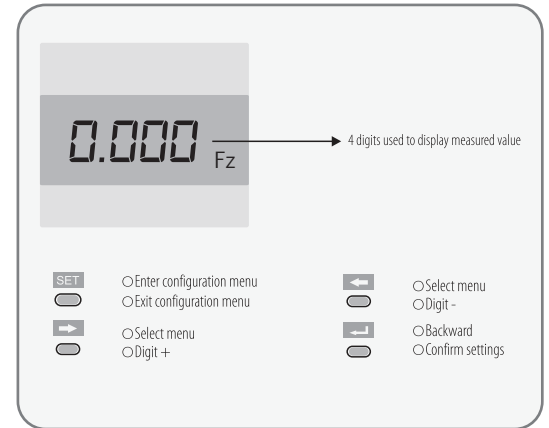 0.000 Fz
4 digits used to display measured value
SET
Enter configuration menu
Exit configuration menu
Select menu
Digit +
Select menu
Digit -
Backward
Confirm settings